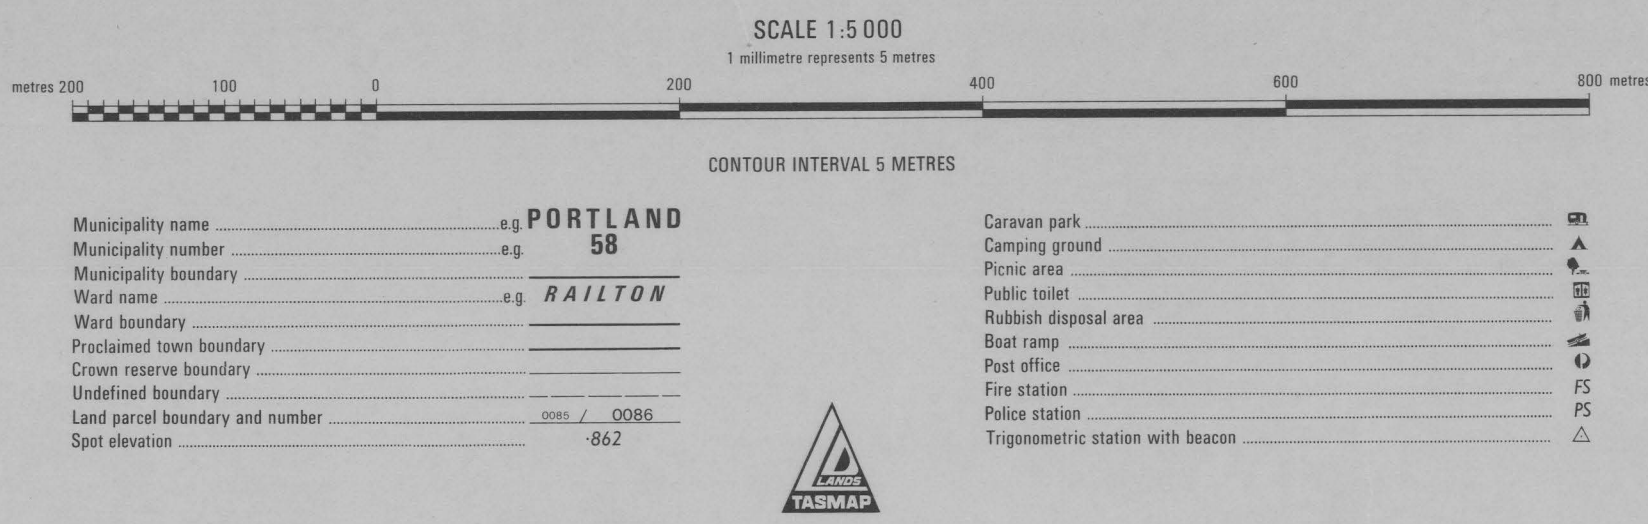 SCALE 1:5 000
1 millimetre represents 5 metres
metres 200 100 0 200 400 600 800 metres
CONTOUR INTERVAL 5 METRES
Municipality name ... e.g. PORTLAND
Municipality number ... e.g. 58
Municipality boundary
Ward name ... e.g. RAILTON
Ward boundary
Proclaimed town boundary
Crown reserve boundary
Undefined boundary
Land parcel boundary and number ... 0085 / 0086
Spot elevation ... ·862
Caravan park
Camping ground
Picnic area
Public toilet
Rubbish disposal area
Boat ramp
Post office
Fire station ... FS
Police station ... PS
Trigonometric station with beacon
LANDS
TASMAP